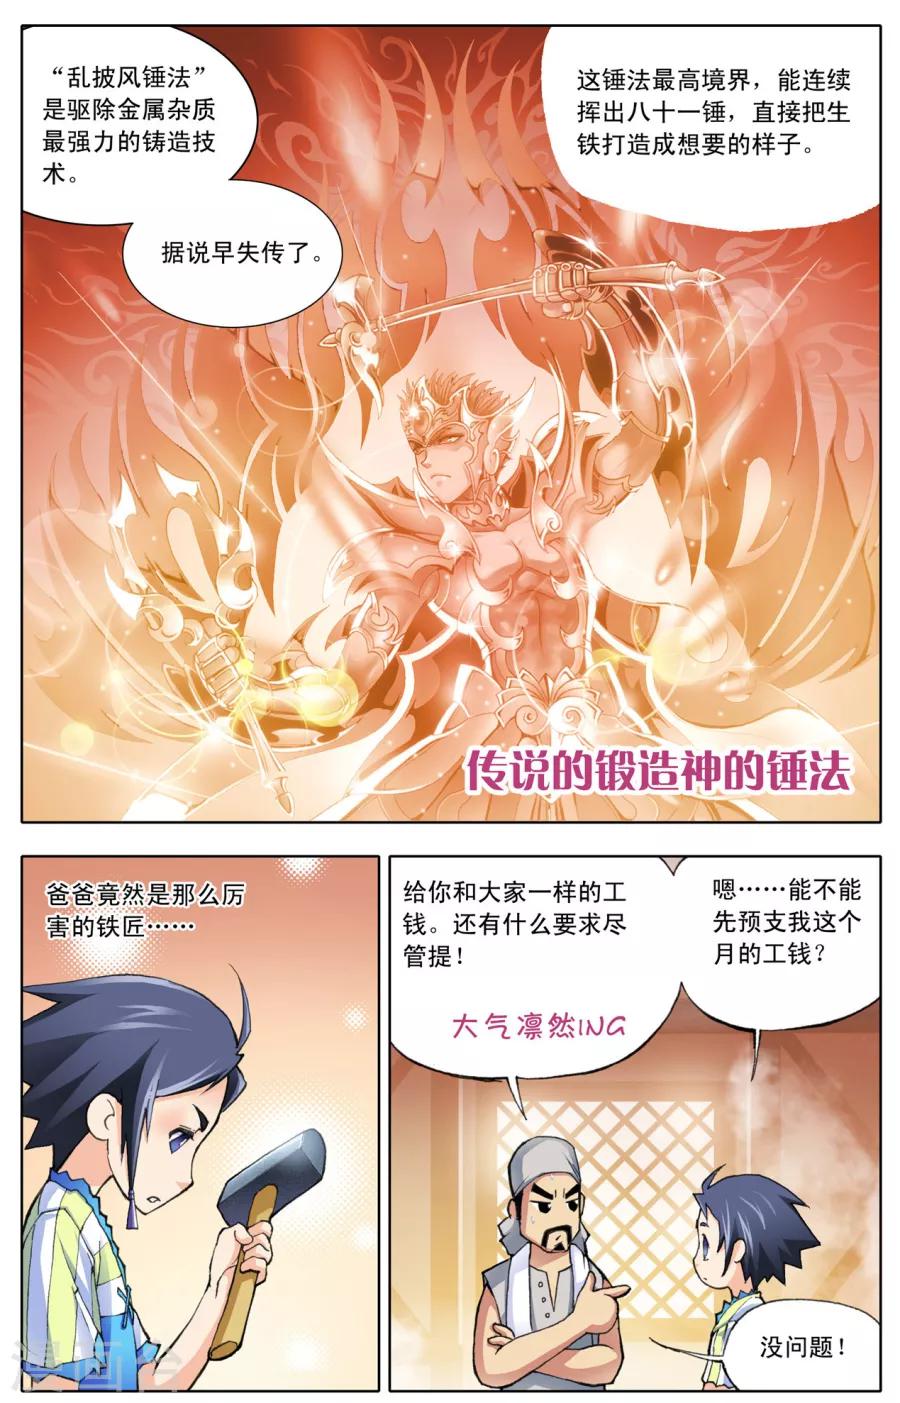 “乱披风锤法”
是驱除金属杂质
最强力的铸造技
术。
据说早失传了。
这锤法最高境界，能连续
挥出八十一锤，直接把生
铁打造成想要的样子。
传说的锻造神的锤法
爸爸竟然是那么厉
害的铁匠……
给你和大家一样的工
钱。还有什么要求尽
管提！
大气凛然ING
嗯……能不能
先预支我这个
月的工钱？
没问题！
漫画台